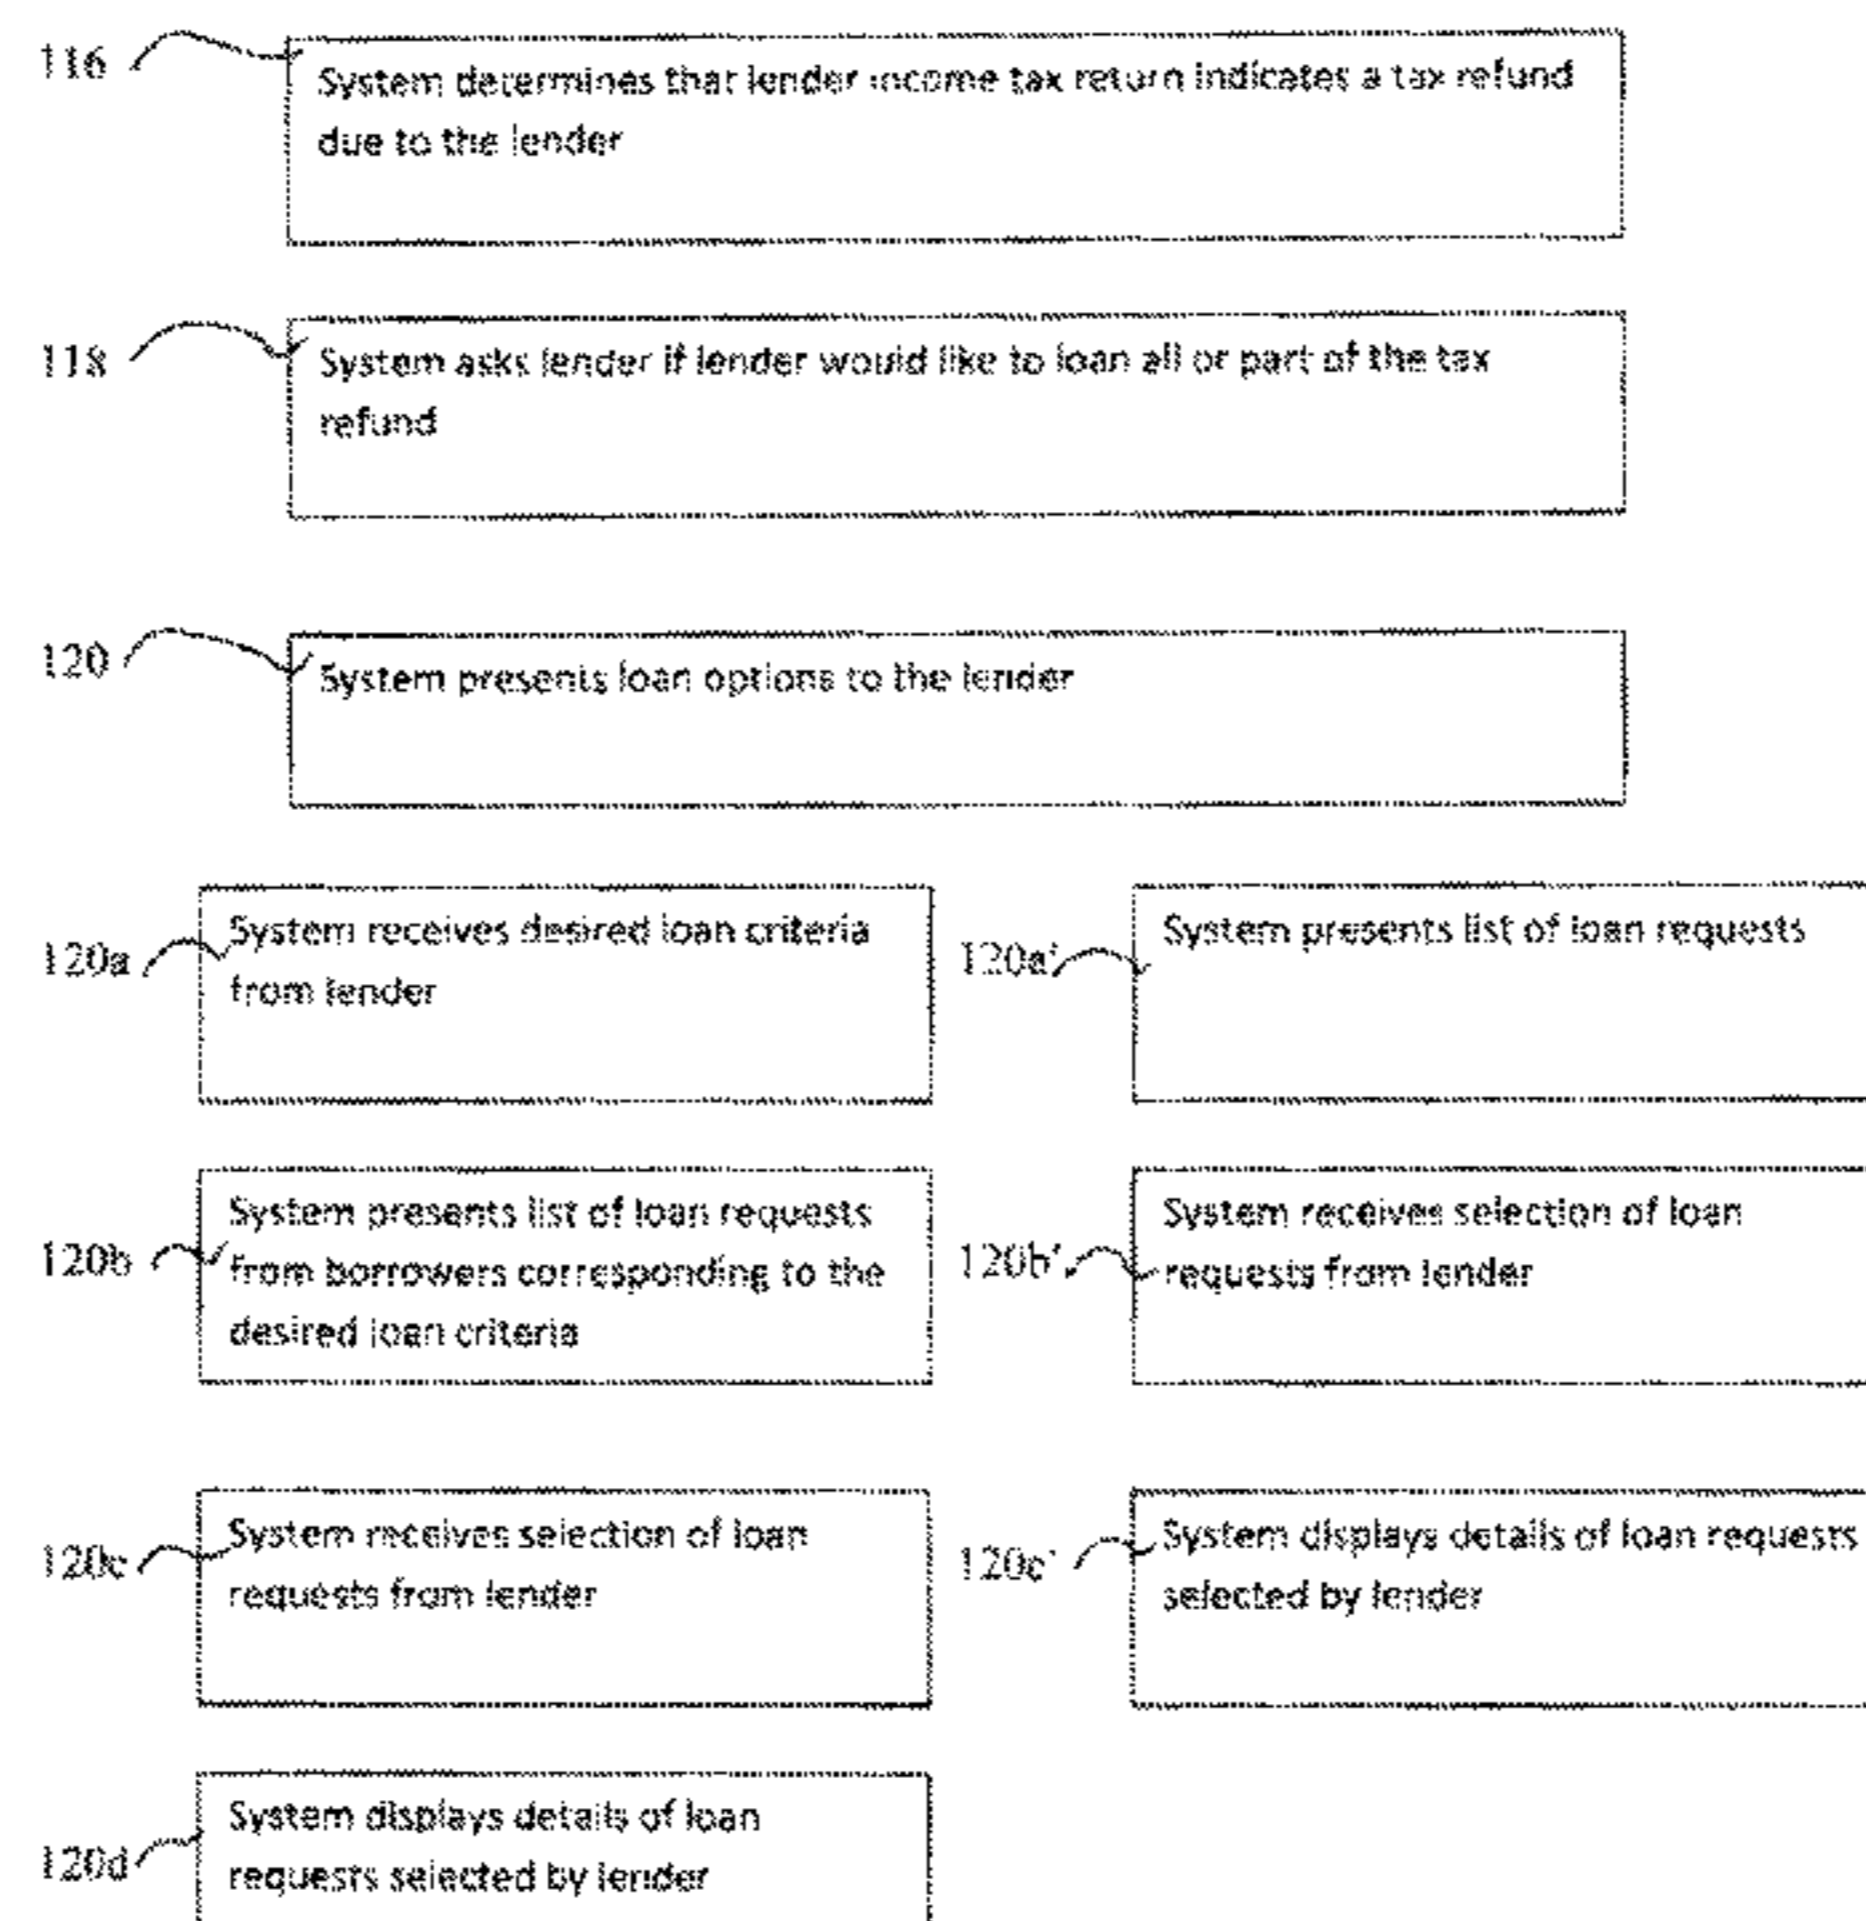 116
System determines that lender income tax return indicates a tax refund
due to the lender
118
System asks lender if lender would like to loan all or part of the tax
refund
120
System presents loan options to the lender
120a
System receives desired loan criteria
from lender
120a'
System presents list of loan requests
120b
System presents list of loan requests
from borrowers corresponding to the
desired loan criteria
120b'
System receives selection of loan
requests from lender
120c
System receives selection of loan
requests from lender
120c'
System displays details of loan requests
selected by lender
120d
System displays details of loan
requests selected by lender